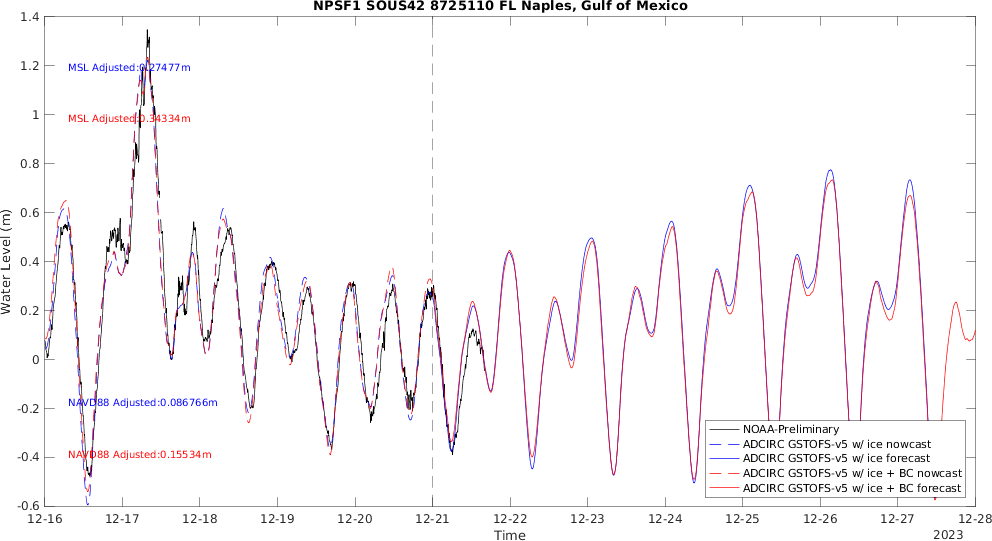 NPSF1 SOUS42 8725110 FL Naples, Gulf of Mexico
Water Level (m)
1.4
1.2
1
0.8
0.6
0.4
0.2
0
-0.2
-0.4
-0.6
MSL Adjusted:0.27477m
MSL Adjusted:0.34334m
NAVD88 Adjusted:0.086766m
NAVD88 Adjusted:0.15534m
NOAA-Preliminary
ADCIRC GSTOFS-v5 w/ ice nowcast
ADCIRC GSTOFS-v5 w/ ice forecast
ADCIRC GSTOFS-v5 w/ ice + BC nowcast
ADCIRC GSTOFS-v5 w/ ice + BC forecast
12-16 12-17 12-18 12-19 12-20 12-21 12-22 12-23 12-24 12-25 12-26 12-27 12-28
Time
2023